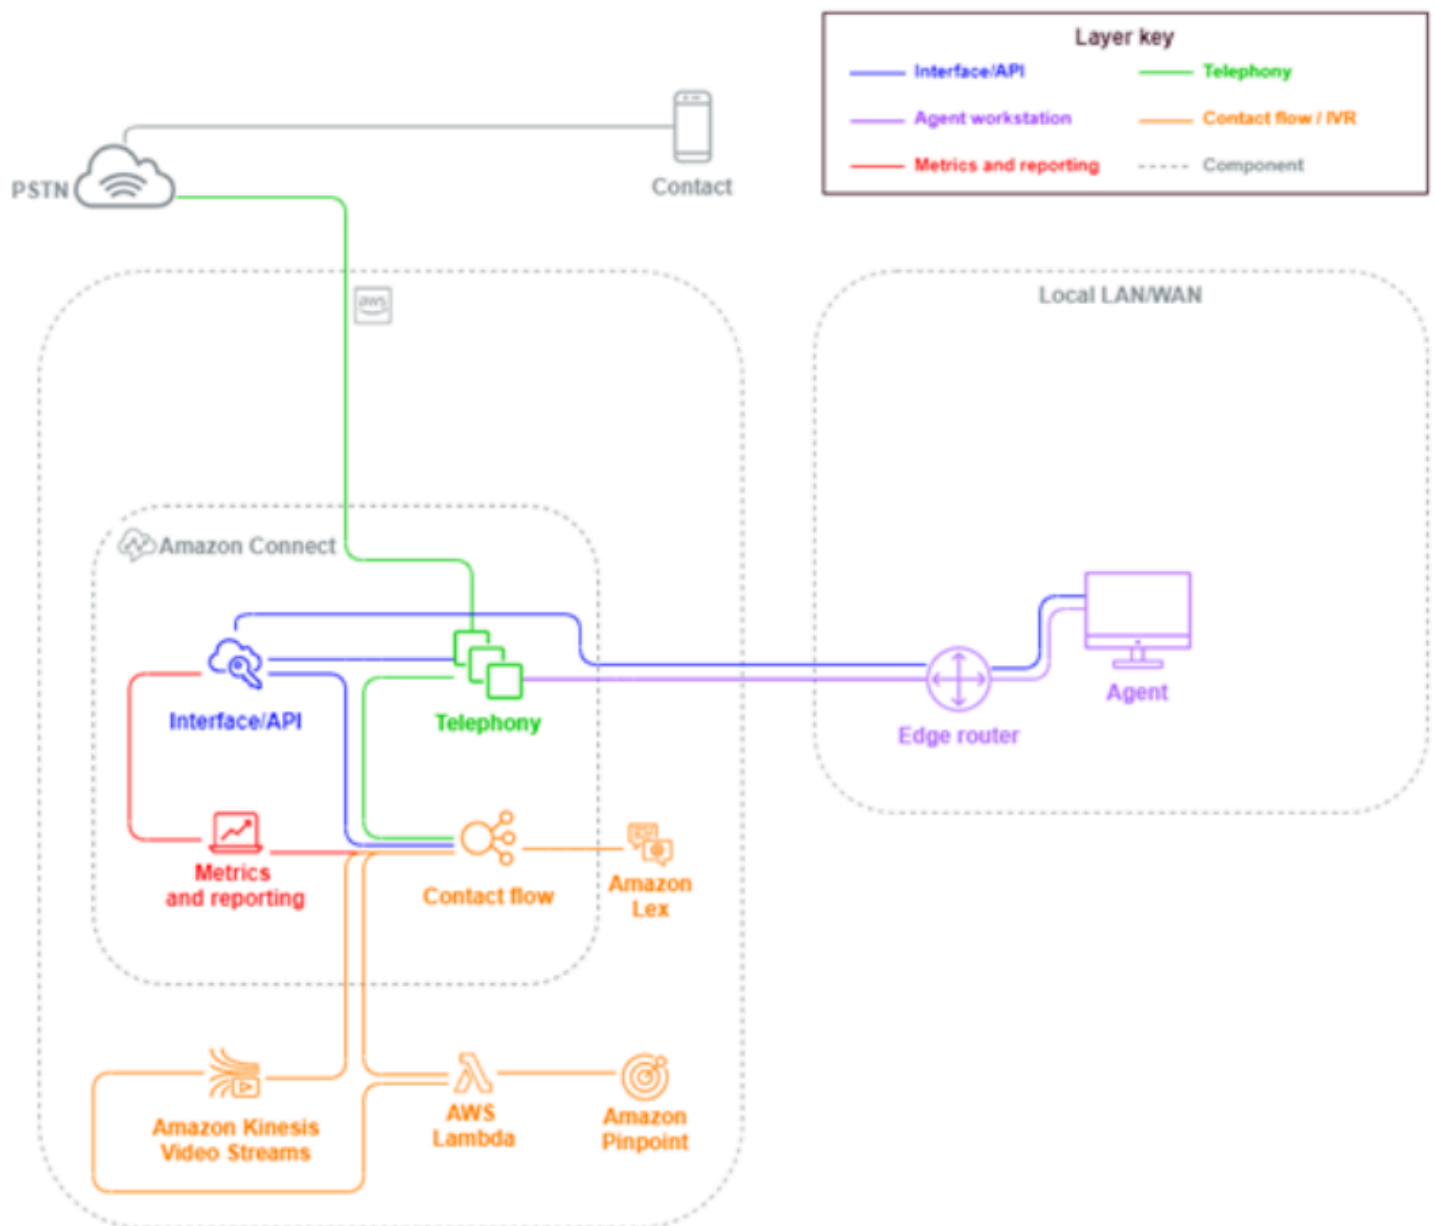 Layer key
Interface/API
Telephony
Agent workstation
Contact flow / IVR
Metrics and reporting
Component
PSTN
Contact
aws
Local LAN/WAN
Amazon Connect
Interface/API
Telephony
Edge router
Agent
Metrics
and reporting
Contact flow
Amazon
Lex
Amazon Kinesis
Video Streams
AWS
Lambda
Amazon
Pinpoint